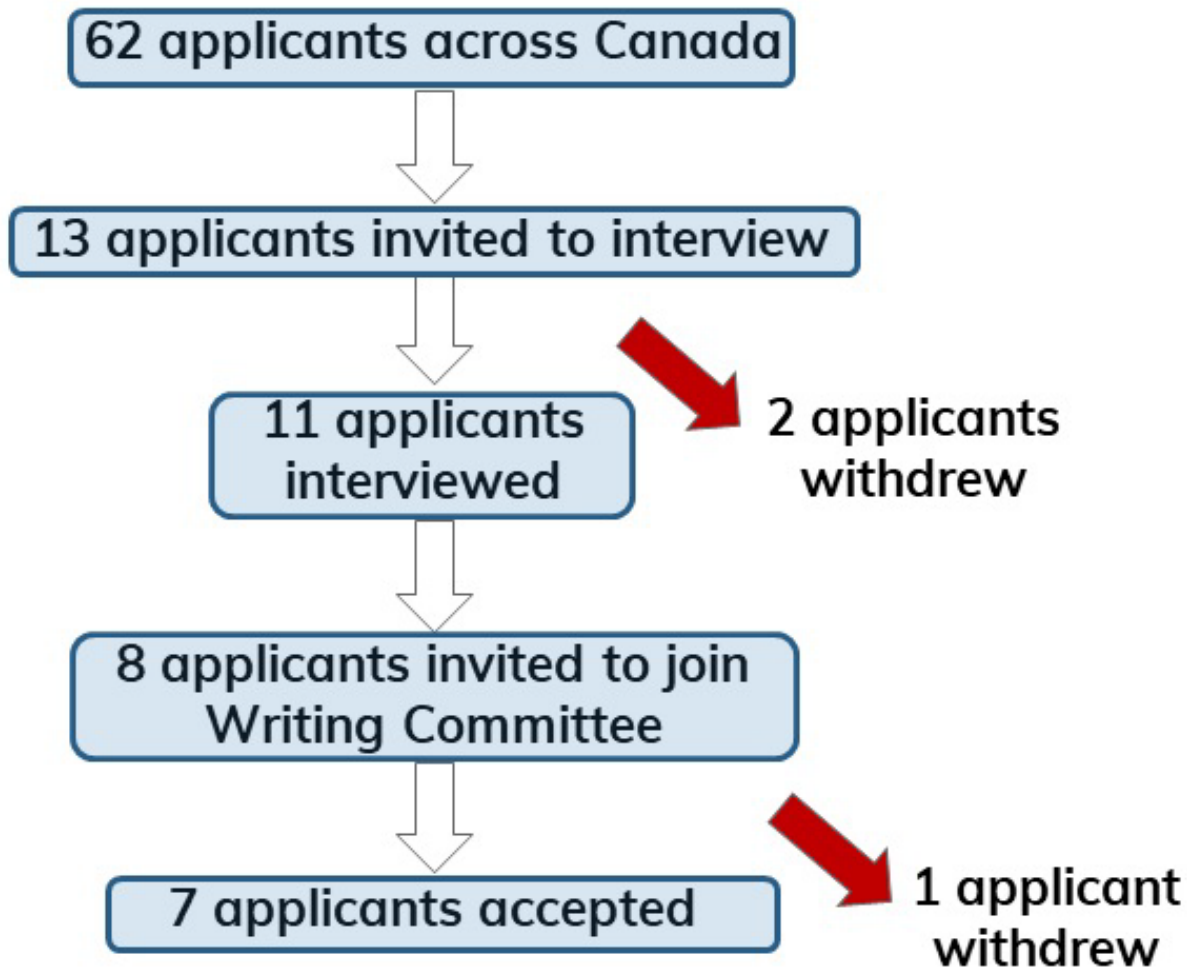 62 applicants across Canada
13 applicants invited to interview
11 applicants
interviewed
2 applicants
withdrew
8 applicants invited to join
Writing Committee
7 applicants accepted
1 applicant
withdrew